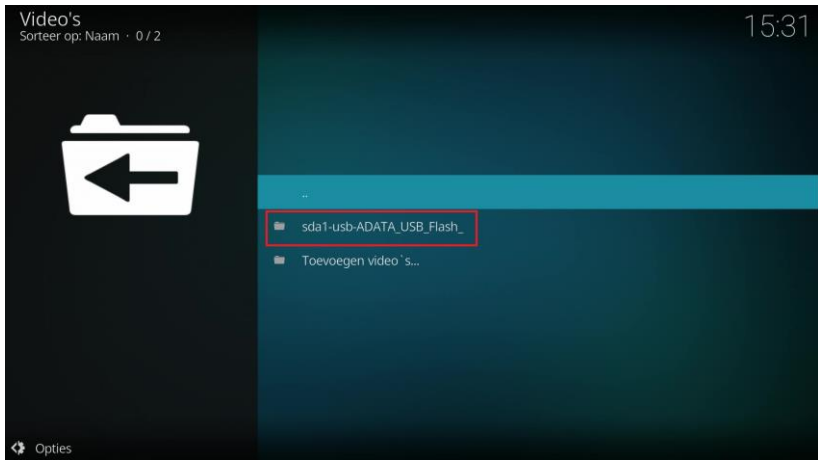 Video's
Sorteer op: Naam · 0 / 2
15:31
..
sda1-usb-ADATA_USB_Flash_
Toevoegen video`s...
Opties